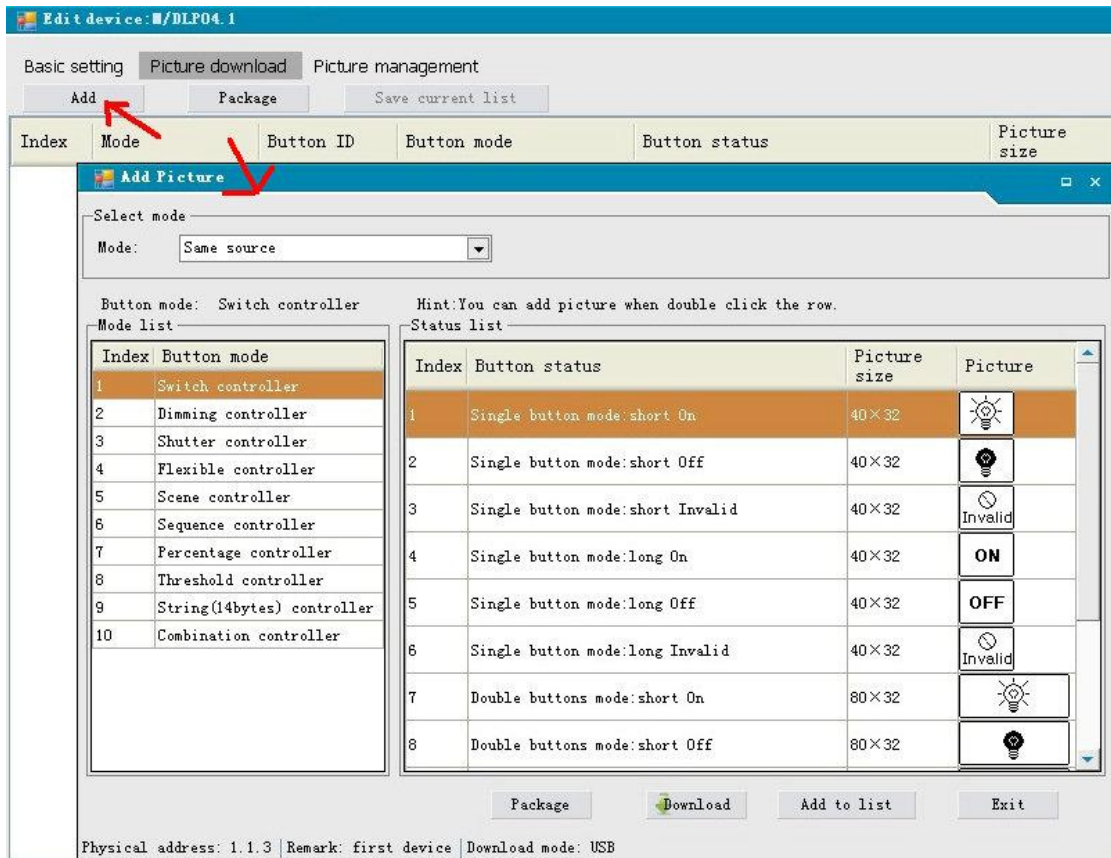 Edit device:M/DLP04.1
Basic setting Picture download Picture management
Add Package Save current list
Index Mode Button ID Button mode Button status Picture size
Add Picture
Select mode
Mode: Same source
Button mode: Switch controller Hint:You can add picture when double click the row.
Mode list Status list
Index Button mode
1 Switch controller
2 Dimming controller
3 Shutter controller
4 Flexible controller
5 Scene controller
6 Sequence controller
7 Percentage controller
8 Threshold controller
9 String(14bytes) controller
10 Combination controller
Index Button status Picture size Picture
1 Single button mode:short On 40×32
2 Single button mode:short Off 40×32
3 Single button mode:short Invalid 40×32 Invalid
4 Single button mode:long On 40×32 ON
5 Single button mode:long Off 40×32 OFF
6 Single button mode:long Invalid 40×32 Invalid
7 Double buttons mode:short On 80×32
8 Double buttons mode:short Off 80×32
Package Download Add to list Exit
Physical address: 1.1.3 Remark: first device Download mode: USB